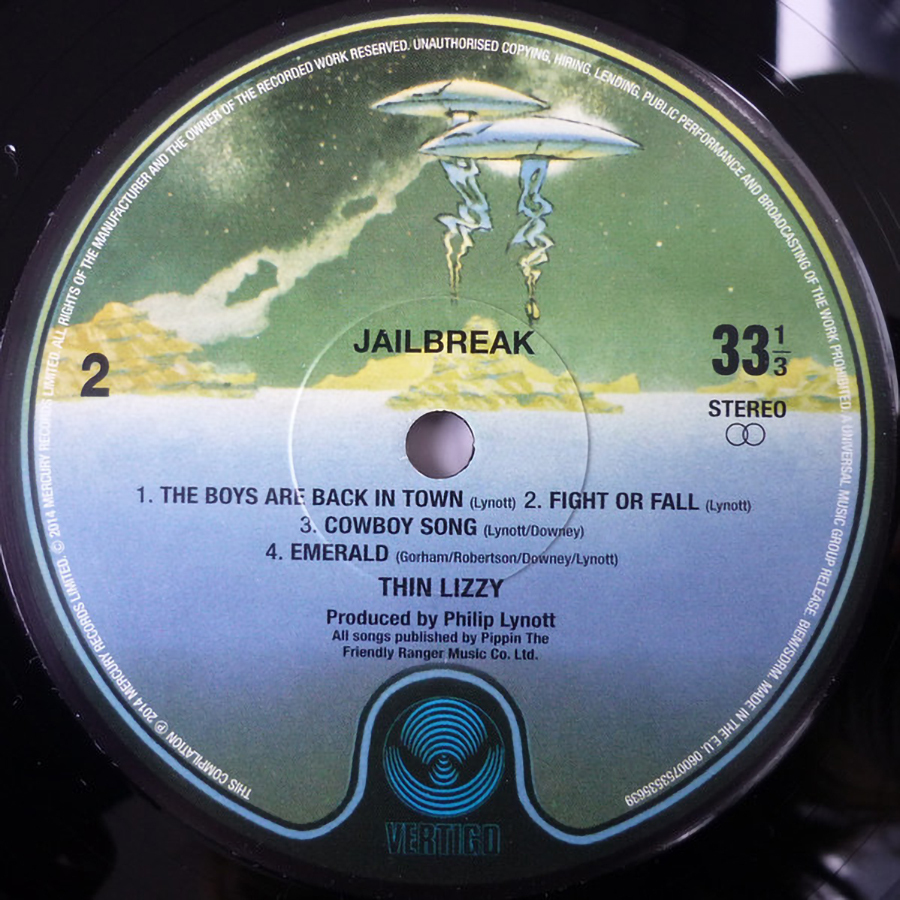 THIS COMPILATION ℗ 2014 MERCURY RECORDS LIMITED. © 2014 MERCURY RECORDS LIMITED. ALL RIGHTS OF THE MANUFACTURER AND THE OWNER OF THE RECORDED WORK RESERVED. UNAUTHORISED COPYING, HIRING, LENDING, PUBLIC PERFORMANCE AND BROADCASTING OF THE WORK PROHIBITED. A UNIVERSAL MUSIC GROUP RELEASE. BIEM/SDRM. MADE IN THE E.U. 0600753535639
JAILBREAK
2
33 1/3
STEREO
1. THE BOYS ARE BACK IN TOWN (Lynott) 2. FIGHT OR FALL (Lynott)
3. COWBOY SONG (Lynott/Downey)
4. EMERALD (Gorham/Robertson/Downey/Lynott)
THIN LIZZY
Produced by Philip Lynott
All songs published by Pippin The
Friendly Ranger Music Co. Ltd.
VERTIGO